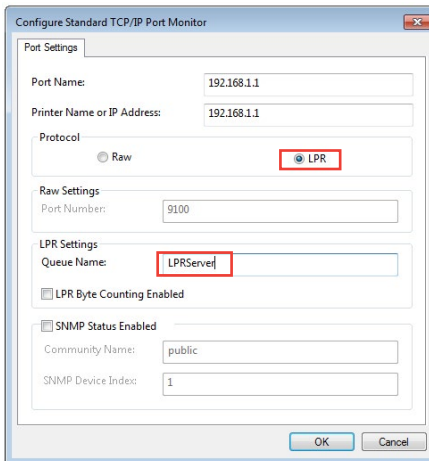 Configure Standard TCP/IP Port Monitor
Port Settings
Port Name: 192.168.1.1
Printer Name or IP Address: 192.168.1.1
Protocol
Raw LPR
Raw Settings
Port Number: 9100
LPR Settings
Queue Name: LPRServer
LPR Byte Counting Enabled
SNMP Status Enabled
Community Name: public
SNMP Device Index: 1
OK Cancel